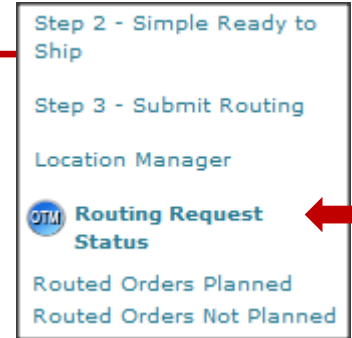 Step 2 - Simple Ready to
Ship
Step 3 - Submit Routing
Location Manager
OTM Routing Request
Status
Routed Orders Planned
Routed Orders Not Planned